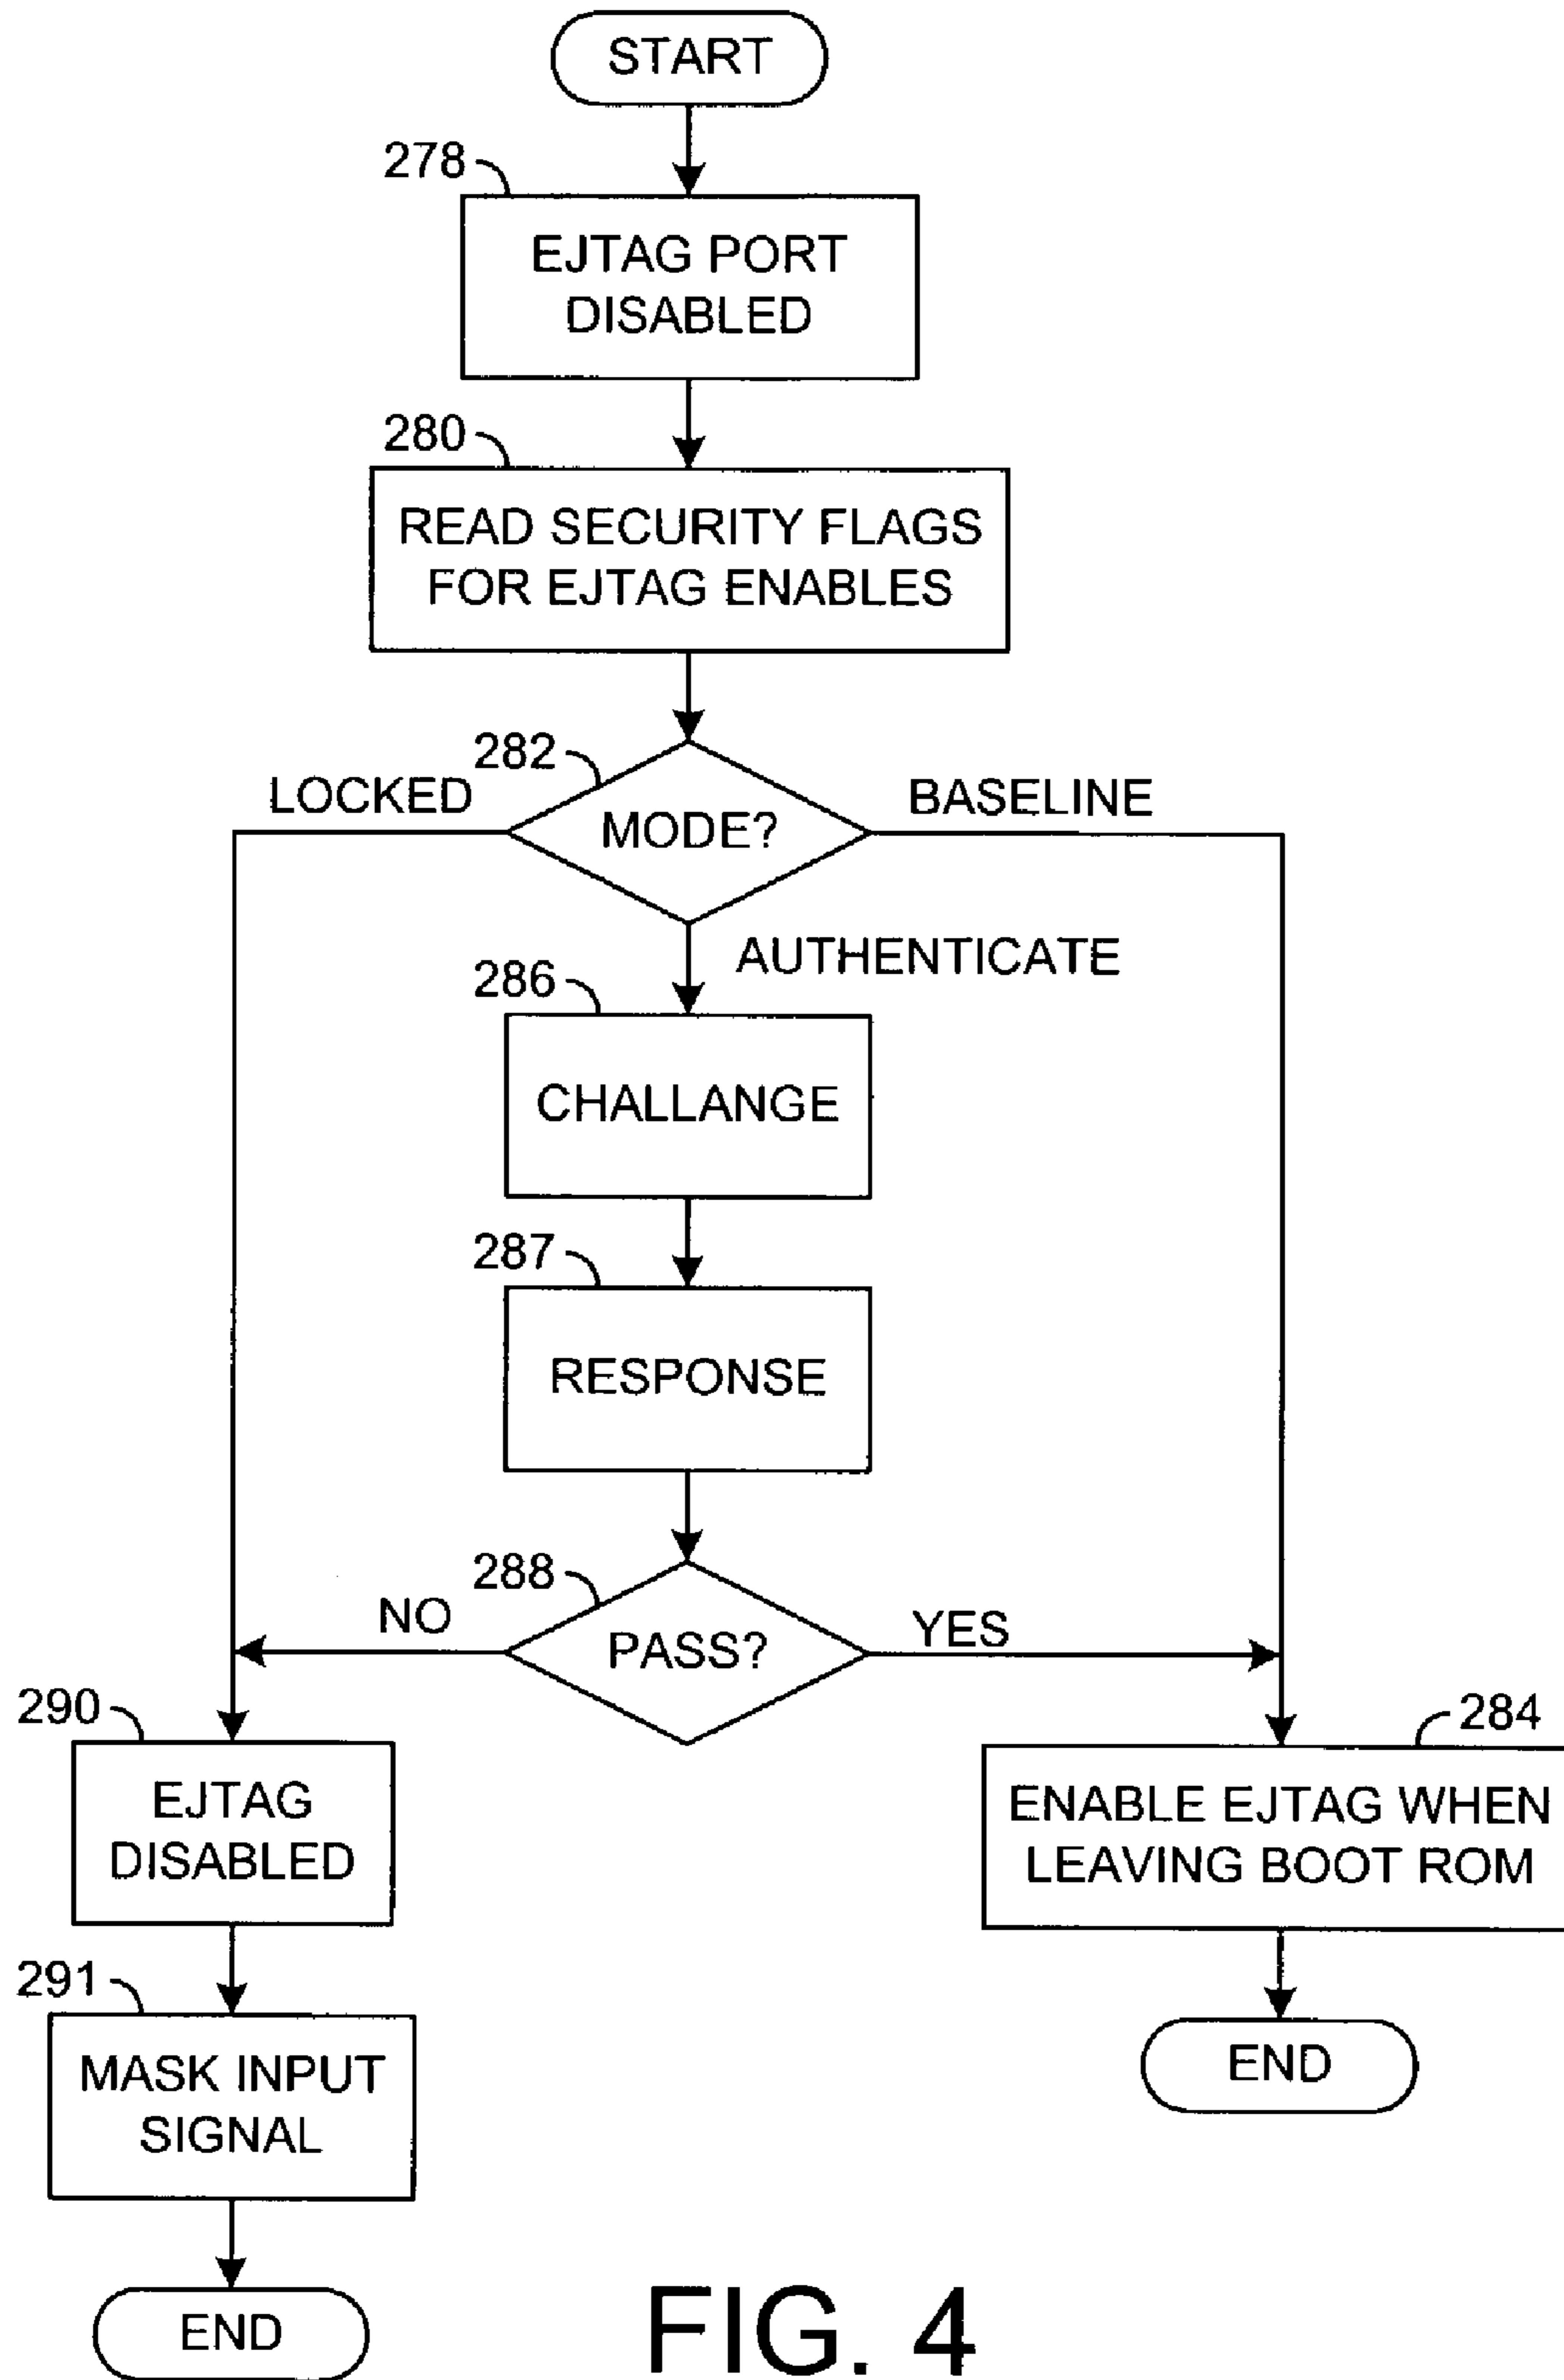 START
278
EJTAG PORT
DISABLED
280
READ SECURITY FLAGS
FOR EJTAG ENABLES
282
LOCKED
MODE?
BASELINE
AUTHENTICATE
286
CHALLANGE
287
RESPONSE
288
NO
PASS?
YES
290
EJTAG
DISABLED
284
ENABLE EJTAG WHEN
LEAVING BOOT ROM
291
MASK INPUT
SIGNAL
END
END
FIG. 4